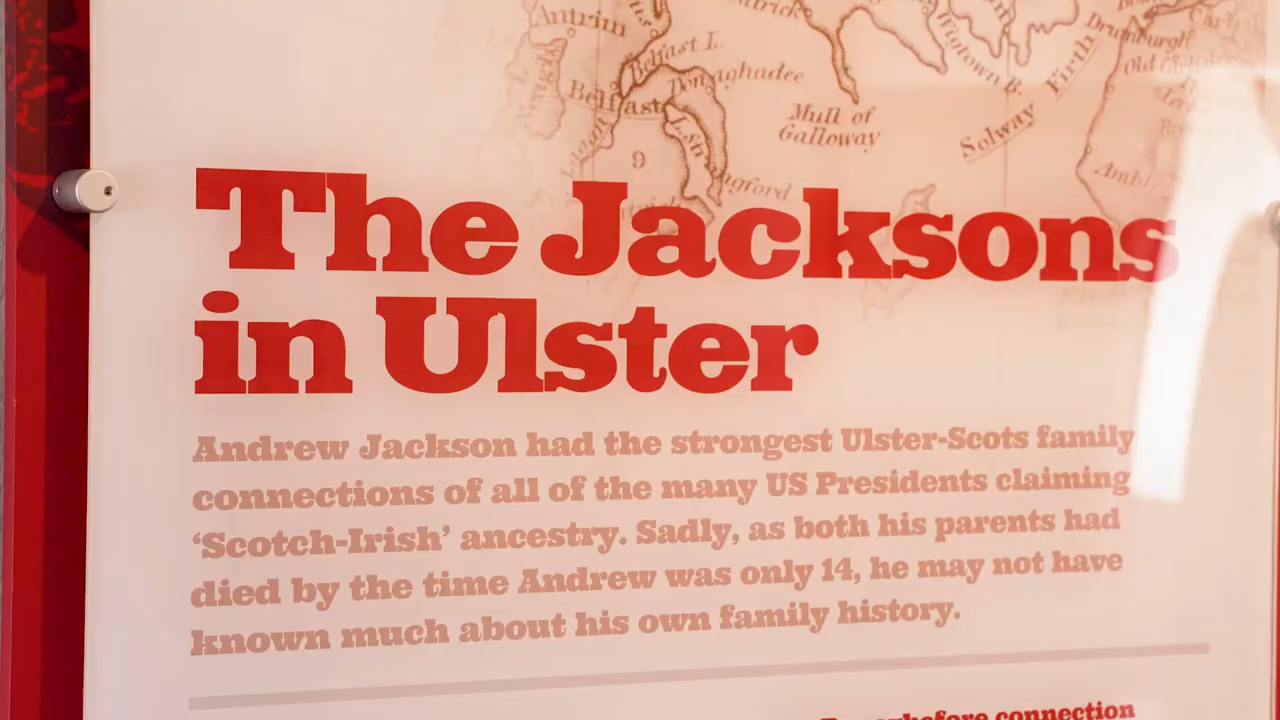 Antrim
Belfast L.
Donaghadee
Belfast
Mull of
Galloway
Wigtown B.
Solway Firth
9
The Jacksons
in Ulster
Andrew Jackson had the strongest Ulster-Scots family
connections of all of the many US Presidents claiming
‘Scotch-Irish’ ancestry. Sadly, as both his parents had
died by the time Andrew was only 14, he may not have
known much about his own family history.
before connection